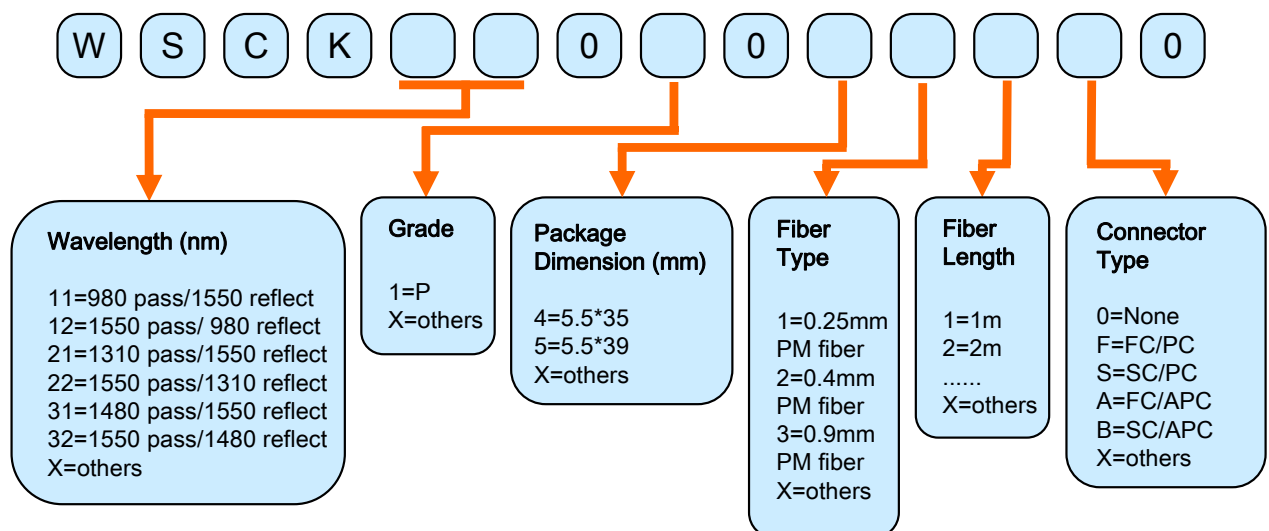 W S C K 0 0 0
Wavelength (nm)
11=980 pass/1550 reflect
12=1550 pass/ 980 reflect
21=1310 pass/1550 reflect
22=1550 pass/1310 reflect
31=1480 pass/1550 reflect
32=1550 pass/1480 reflect
X=others
Grade
1=P
X=others
Package
Dimension (mm)
4=5.5*35
5=5.5*39
X=others
Fiber
Type
1=0.25mm
PM fiber
2=0.4mm
PM fiber
3=0.9mm
PM fiber
X=others
Fiber
Length
1=1m
2=2m
......
X=others
Connector
Type
0=None
F=FC/PC
S=SC/PC
A=FC/APC
B=SC/APC
X=others